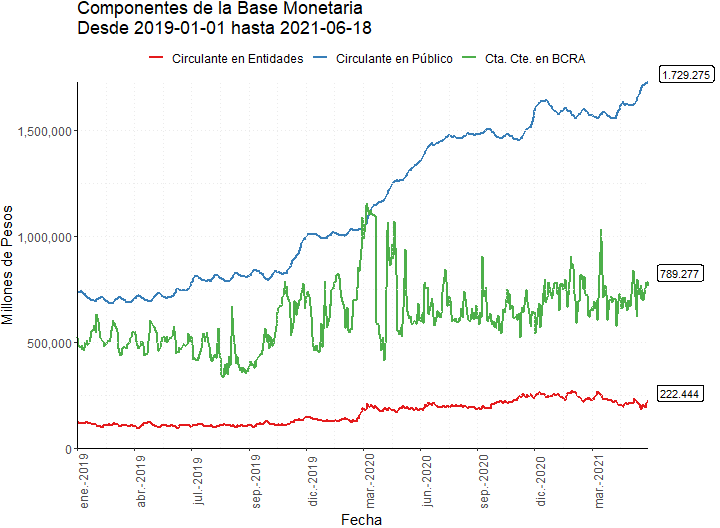 Componentes de la Base Monetaria
Desde 2019-01-01 hasta 2021-06-18
Circulante en Entidades Circulante en Público Cta. Cte. en BCRA
1.729.275
1,500,000
1,000,000
789.277
500,000
222.444
0
Millones de Pesos
ene.-2019 abr.-2019 jul.-2019 sep.-2019 dic.-2019 mar.-2020 jun.-2020 sep.-2020 dic.-2020 mar.-2021
Fecha